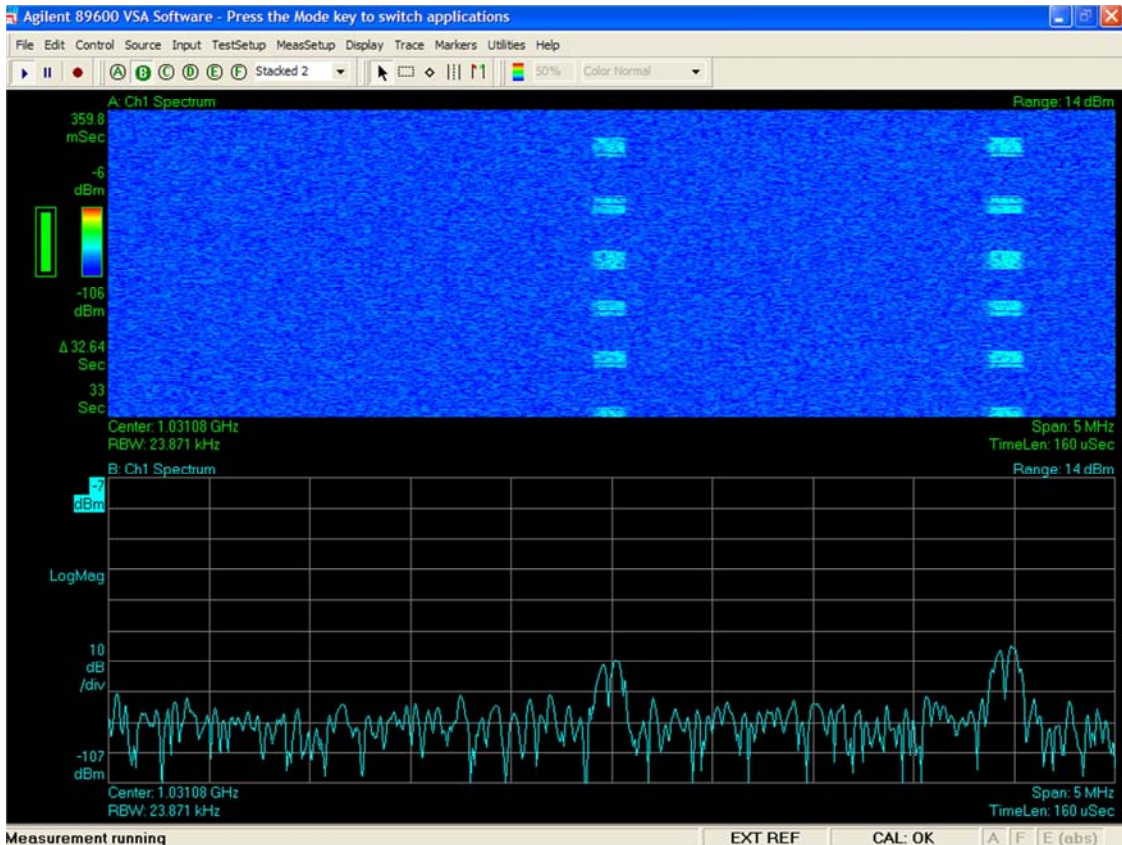 Agilent 89600 VSA Software - Press the Mode key to switch applications
File Edit Control Source Input TestSetup MeasSetup Display Trace Markers Utilities Help
A B C D E F Stacked 2 50% Color Normal
A: Ch1 Spectrum Range: 14 dBm
359.8
mSec
-6
dBm
-106
dBm
Δ 32.64
Sec
33
Sec
Center: 1.03108 GHz Span: 5 MHz
RBW: 23.871 kHz TimeLen: 160 uSec
B: Ch1 Spectrum Range: 14 dBm
-7
dBm
LogMag
10
dB
/div
-107
dBm
Center: 1.03108 GHz Span: 5 MHz
RBW: 23.871 kHz TimeLen: 160 uSec
Measurement running EXT REF CAL: OK A F E (abs)